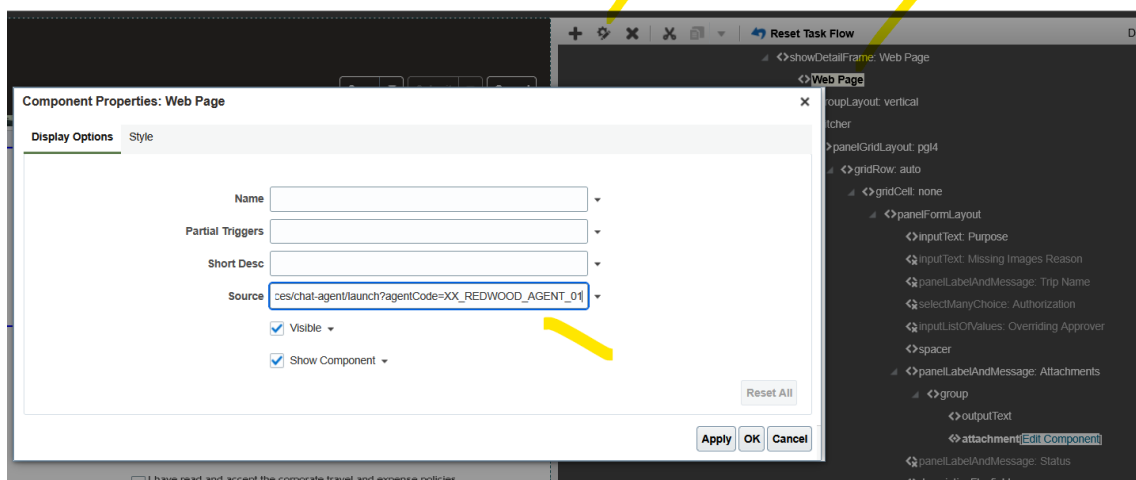 Reset Task Flow
D
showDetailFrame: Web Page
Web Page
Component Properties: Web Page
oupLayout: vertical
itcher
panelGridLayout: pgl4
Display Options Style
gridRow: auto
gridCell: none
Name
panelFormLayout
Partial Triggers
inputText: Purpose
Short Desc
inputText: Missing Images Reason
panelLabelAndMessage: Trip Name
Source ces/chat-agent/launch?agentCode=XX_REDWOOD_AGENT_01
selectManyChoice: Authorization
Visible
inputListOfValues: Overriding Approver
spacer
Show Component
panelLabelAndMessage: Attachments
Reset All
group
outputText
Apply OK Cancel
attachment[Edit Component]
panelLabelAndMessage: Status
I have read and accept the corporate travel and expense policies